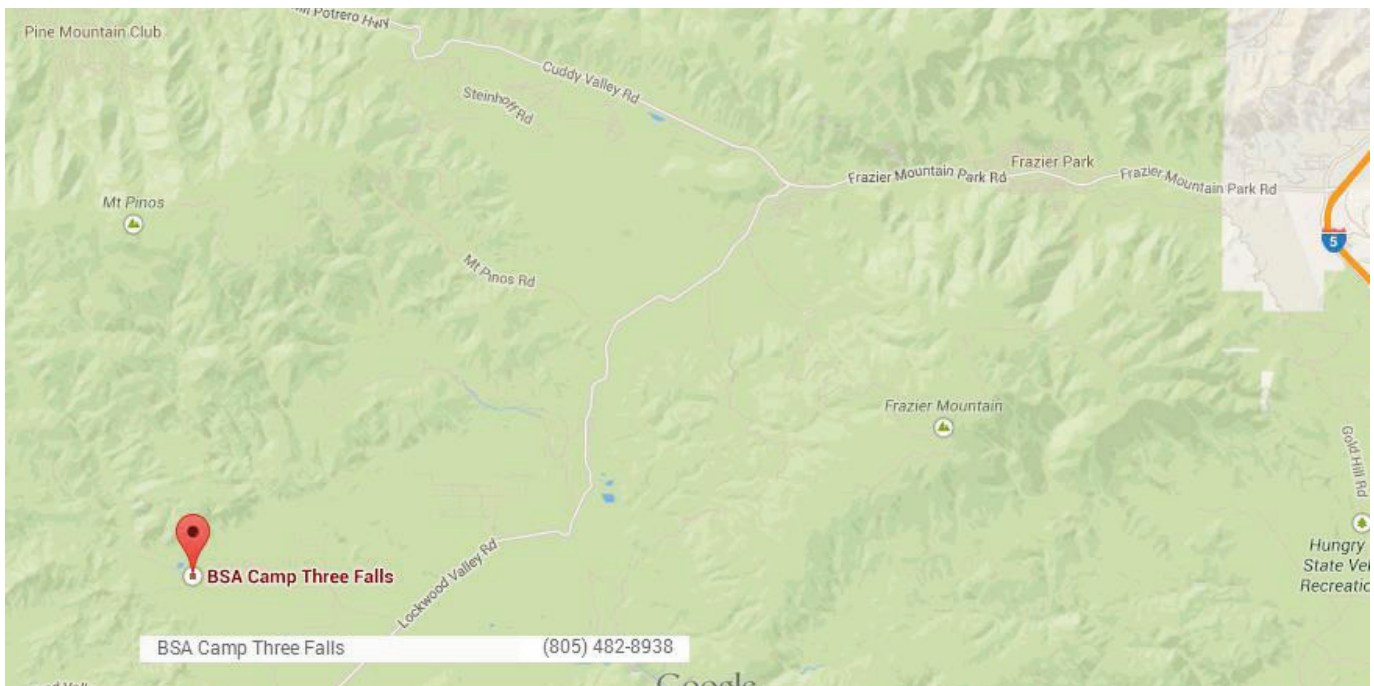 Pine Mountain Club
Potrero Hwy
Cuddy Valley Rd
Steinhoff Rd
Frazier Park
Frazier Mountain Park Rd
Frazier Mountain Park Rd
Mt Pinos
5
Mt Pinos Rd
Frazier Mountain
Gold Hill Rd
Hungry
State Ve
Recreatio
BSA Camp Three Falls
Lockwood Valley Rd
BSA Camp Three Falls (805) 482-8938
Google